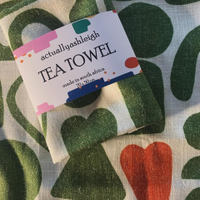 actuallyashleigh
TEA TOWEL
made in south africa